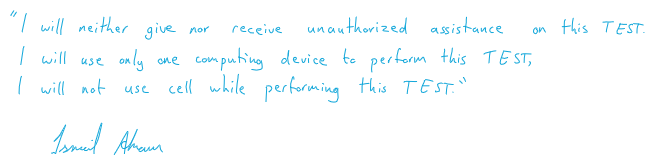 "I will neither give nor receive unauthorized assistance on this TEST.
I will use only one computing device to perform this TEST,
I will not use cell while performing this TEST."
Ismail